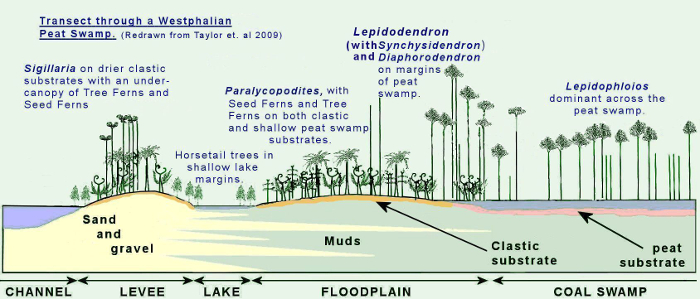 Transect through a Westphalian
Peat Swamp. (Redrawn from Taylor et. al 2009)
Sigillaria on drier clastic
substrates with an under-
canopy of Tree Ferns and
Seed Ferns
Paralycopodites, with
Seed Ferns and Tree
Ferns on both clastic
and shallow peat swamp
substrates.
Horsetail trees in
shallow lake
margins.
Lepidodendron
(with Synchysidendron)
and Diaphorodendron
on margins
of peat
swamp.
Lepidophloios
dominant across the
peat swamp.
Sand
and
gravel
Muds
Clastic
substrate
peat
substrate
CHANNEL
LEVEE
LAKE
FLOODPLAIN
COAL SWAMP